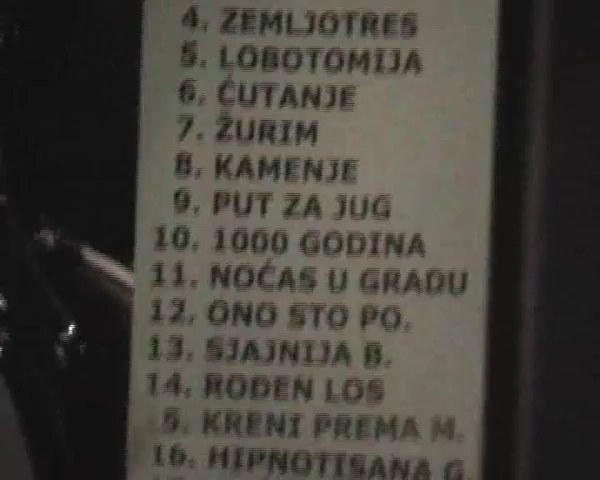 4. ZEMLJOTRES
5. LOBOTOMIJA
6. ĆUTANJE
7. ŽURIM
8. KAMENJE
9. PUT ZA JUG
10. 1000 GODINA
11. NOĆAS U GRADU
12. ONO STO PO.
13. SJAJNIJA B.
14. ROĐEN LOS
5. KRENI PREMA M.
16. HIPNOTISANA G.